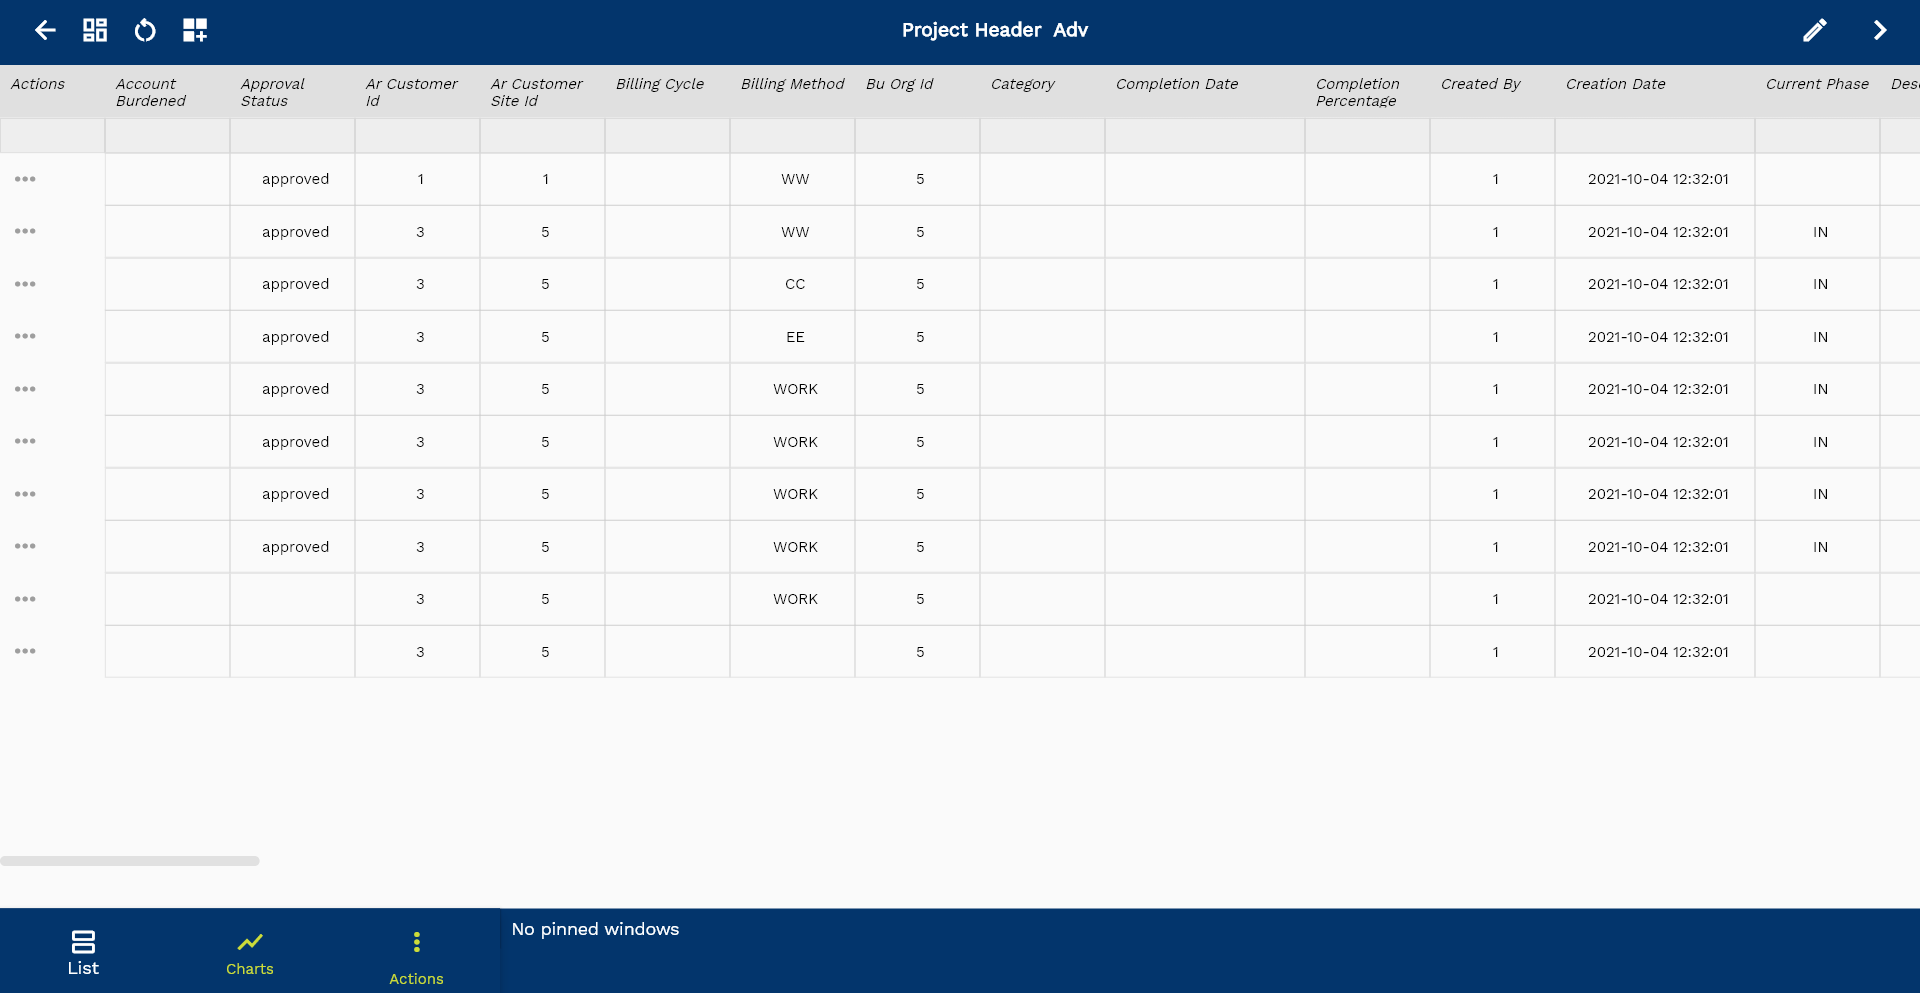 Project Header Adv
Actions Account Burdened Approval Status Ar Customer Id Ar Customer Site Id Billing Cycle Billing Method Bu Org Id Category Completion Date Completion Percentage Created By Creation Date Current Phase
approved 1 1 WW 5 1 2021-10-04 12:32:01
approved 3 5 WW 5 1 2021-10-04 12:32:01 IN
approved 3 5 CC 5 1 2021-10-04 12:32:01 IN
approved 3 5 EE 5 1 2021-10-04 12:32:01 IN
approved 3 5 WORK 5 1 2021-10-04 12:32:01 IN
approved 3 5 WORK 5 1 2021-10-04 12:32:01 IN
approved 3 5 WORK 5 1 2021-10-04 12:32:01 IN
approved 3 5 WORK 5 1 2021-10-04 12:32:01 IN
3 5 WORK 5 1 2021-10-04 12:32:01
3 5 5 1 2021-10-04 12:32:01
No pinned windows
List
Charts
Actions